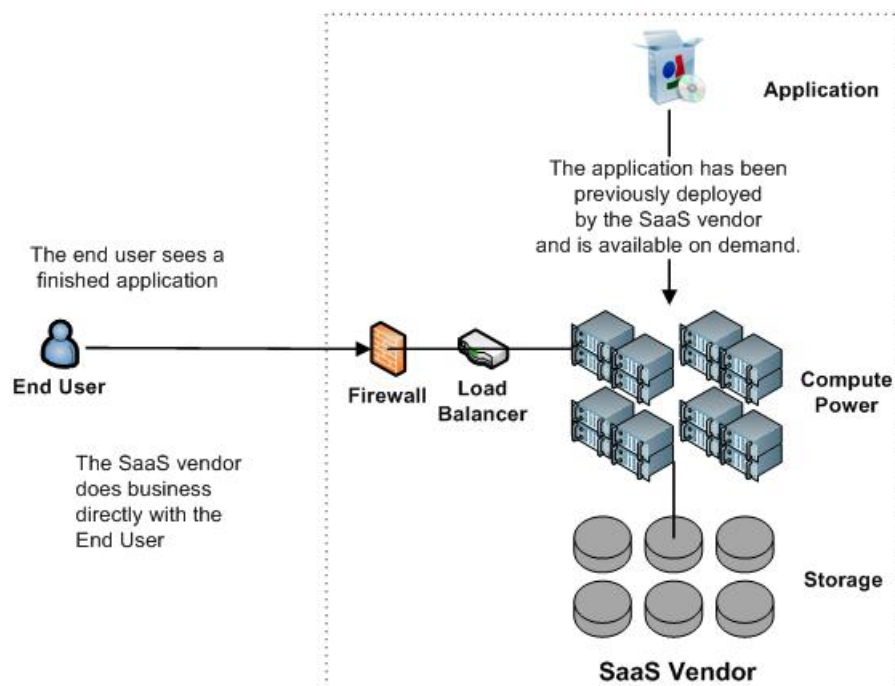 Application
The application has been
previously deployed
by the SaaS vendor
and is available on demand.
The end user sees a
finished application
End User
Firewall
Load
Balancer
Compute
Power
The SaaS vendor
does business
directly with the
End User
Storage
SaaS Vendor